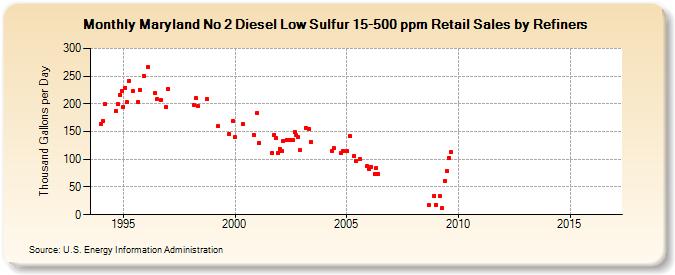 Monthly Maryland No 2 Diesel Low Sulfur 15-500 ppm Retail Sales by Refiners
Thousand Gallons per Day
300
250
200
150
100
50
0
1995 2000 2005 2010 2015
Source: U.S. Energy Information Administration